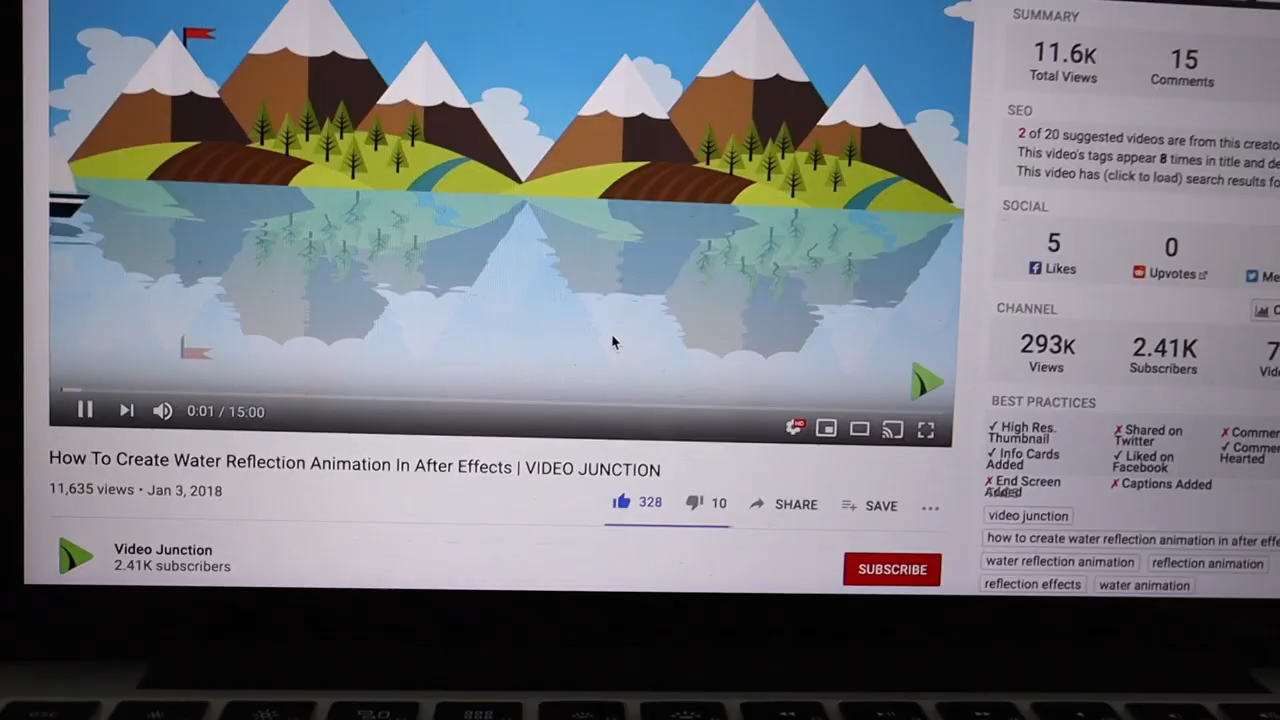 SUMMARY
11.6K
15
Total Views
Comments
SEO
2 of 20 suggested videos are from this creato
This video's tags appear 8 times in title and de
This video has (click to load) search results fo
SOCIAL
5
0
Likes
Upvotes
Me
CHANNEL
293K
2.41K
7
Views
Subscribers
Vide
BEST PRACTICES
✓ High Res. Thumbnail
✗ Shared on Twitter
✗ Commen
✓ Info Cards Added
✓ Liked on Facebook
✓ Comme Hearted
✗ End Screen Added
✗ Captions Added
video junction
how to create water reflection animation in after effe
water reflection animation
reflection animation
reflection effects
water animation
0:01 / 15:00
HD
How To Create Water Reflection Animation In After Effects | VIDEO JUNCTION
11,635 views • Jan 3, 2018
328
10
SHARE
SAVE
Video Junction
2.41K subscribers
SUBSCRIBE
esc